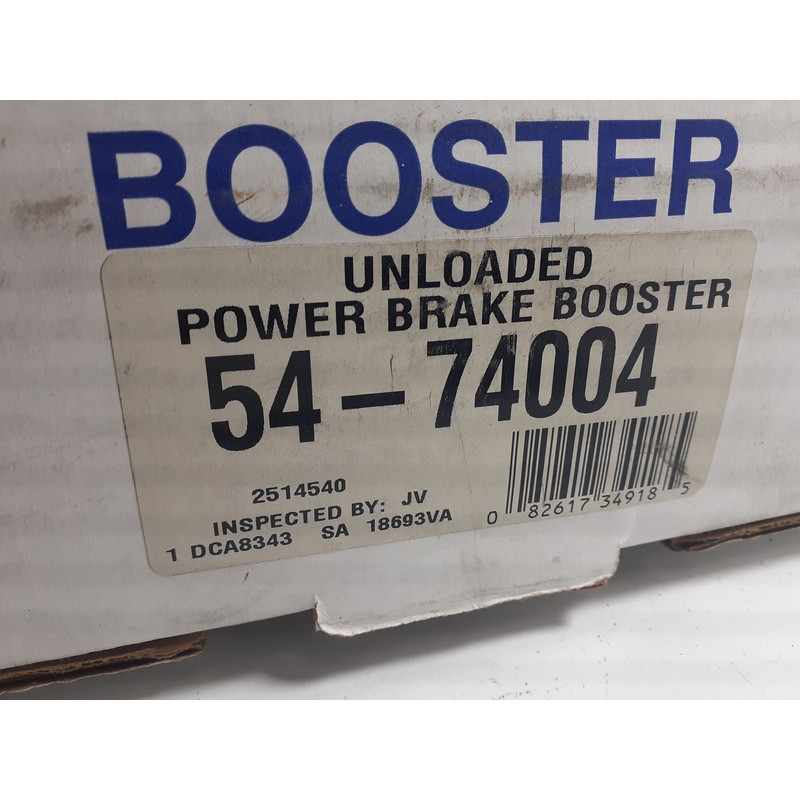 BOOSTER
UNLOADED
POWER BRAKE BOOSTER
54-74004
2514540
INSPECTED BY: JV
1 DCA8343 SA 18693VA
0 82617 34918 5